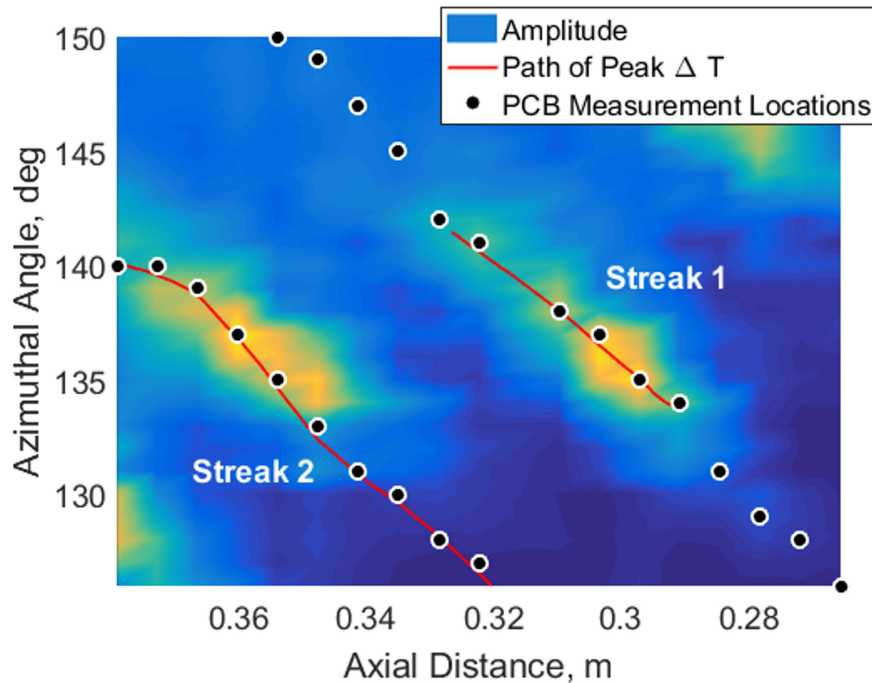 Amplitude
Path of Peak Δ T
PCB Measurement Locations
150
145
140
135
130
Azimuthal Angle, deg
Streak 1
Streak 2
0.36
0.34
0.32
0.3
0.28
Axial Distance, m